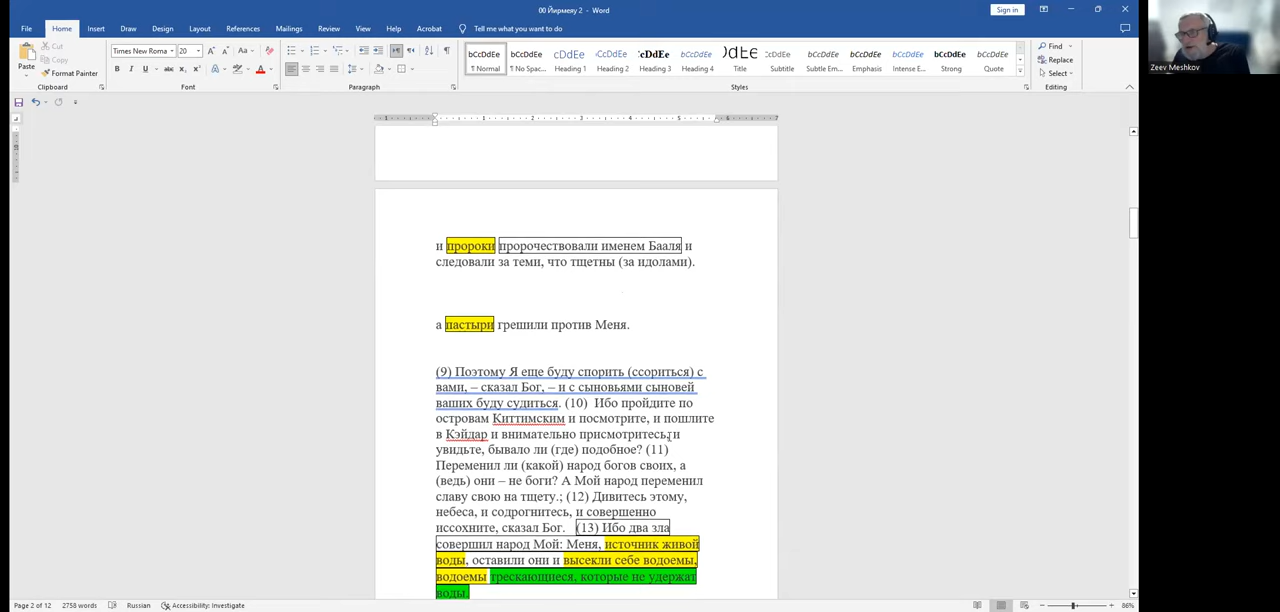 00 Йирмеяу 2 - Word
Sign in
File Home Insert Draw Design Layout References Mailings Review View Help Acrobat Tell me what you want to do
Paste Cut Copy Format Painter Clipboard
Times New Roma 20 Font
Paragraph
¶ Normal ¶ No Spac... Heading 1 Heading 2 Heading 3 Heading 4 Title Subtitle Subtle Em... Emphasis Intense E... Strong Quote
Styles
Find Replace Select Editing
Zeev Meshkov
и пророки пророчествовали именем Бааля и
следовали за теми, что тщетны (за идолами).
а пастыри грешили против Меня.
(9) Поэтому Я еще буду спорить (ссориться) с
вами, – сказал Бог, – и с сыновьями сыновей
ваших буду судиться. (10) Ибо пройдите по
островам Киттимским и посмотрите, и пошлите
в Кэйдар и внимательно присмотритесь, и
увидьте, бывало ли (где) подобное? (11)
Переменил ли (какой) народ богов своих, а
(ведь) они – не боги? А Мой народ переменил
славу свою на тщету.; (12) Дивитесь этому,
небеса, и содрогнитесь, и совершенно
иссохните, сказал Бог. (13) Ибо два зла
совершил народ Мой: Меня, источник живой
воды, оставили они и высекли себе водоемы,
водоемы трескающиеся, которые не удержат
воды.
Page 2 of 12 2758 words Russian Accessibility: Investigate 86%